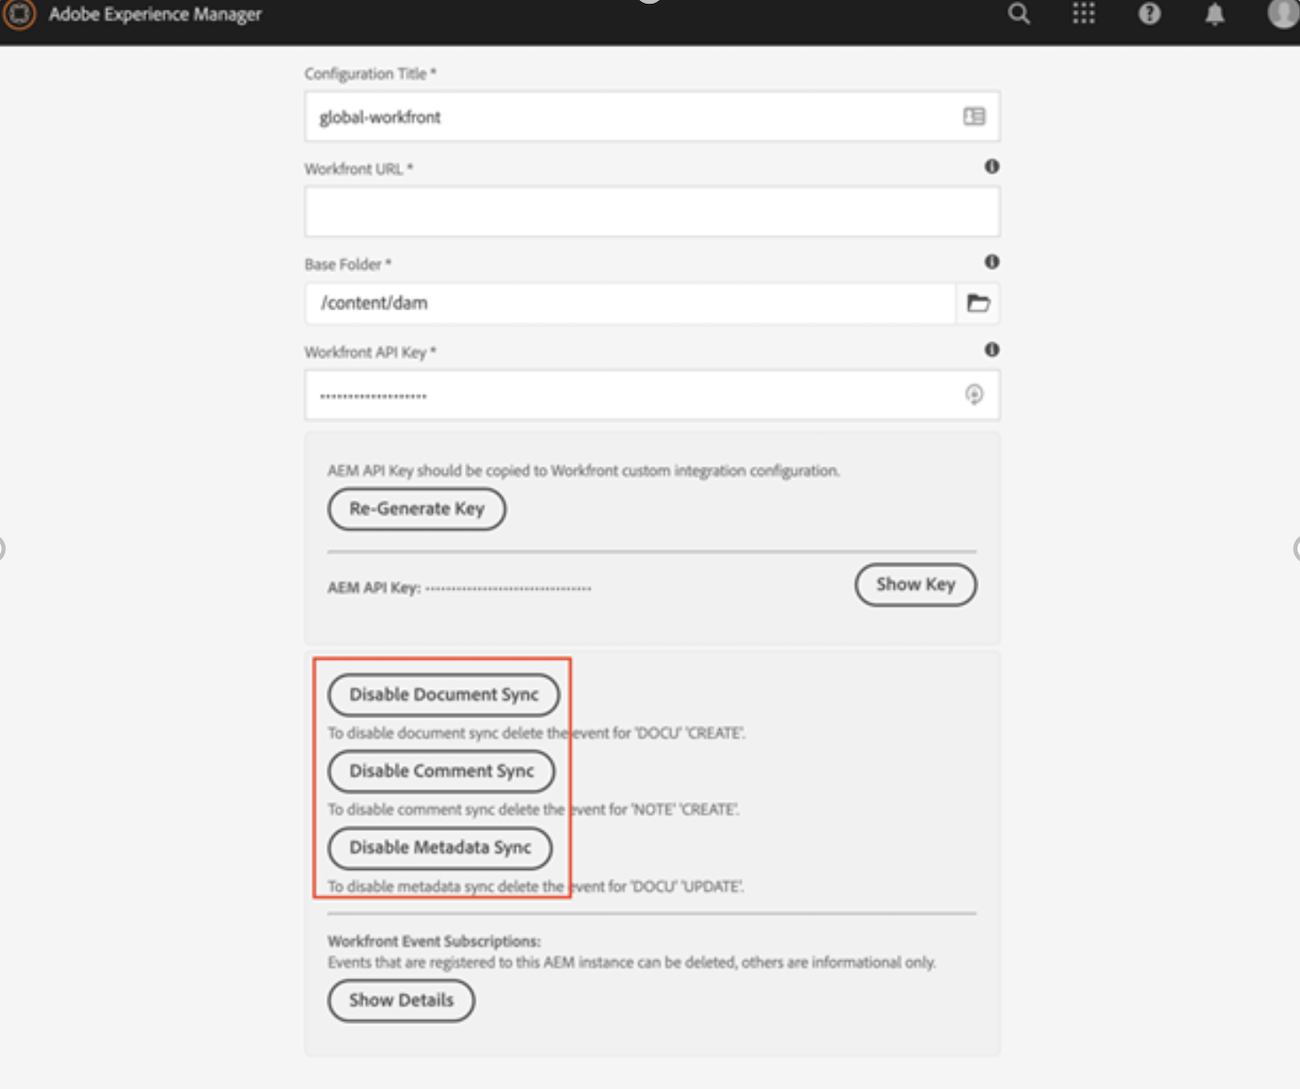 Adobe Experience Manager
Configuration Title *
global-workfront
Workfront URL *
Base Folder *
/content/dam
Workfront API Key *
••••••••••••••••••••
AEM API Key should be copied to Workfront custom integration configuration.
Re-Generate Key
AEM API Key: ••••••••••••••••••••••••••••••••
Show Key
Disable Document Sync
To disable document sync delete the event for 'DOCU' 'CREATE'.
Disable Comment Sync
To disable comment sync delete the event for 'NOTE' 'CREATE'.
Disable Metadata Sync
To disable metadata sync delete the event for 'DOCU' 'UPDATE'.
Workfront Event Subscriptions:
Events that are registered to this AEM instance can be deleted, others are informational only.
Show Details